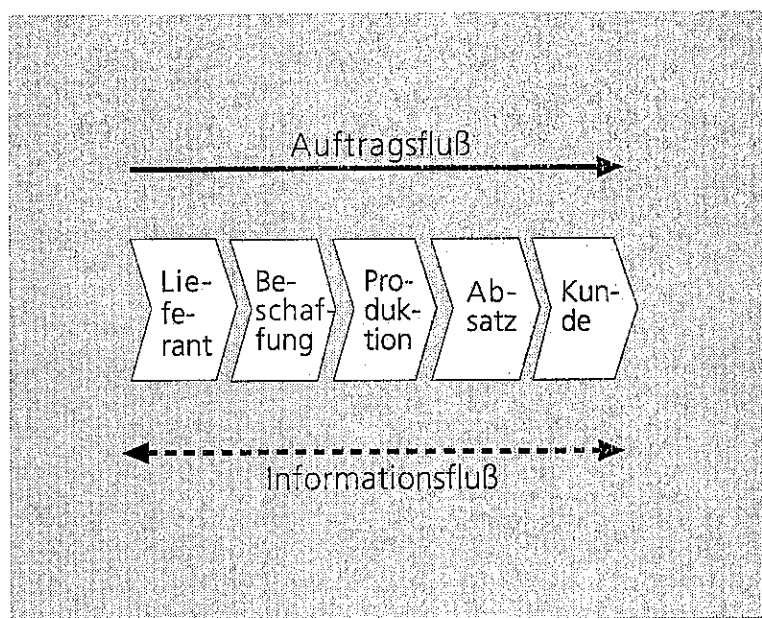 Auftragsfluß
Lie-
fe-
rant
Be-
schaf-
fung
Pro-
duk-
tion
Ab-
satz
Kun-
de
Informationsfluß